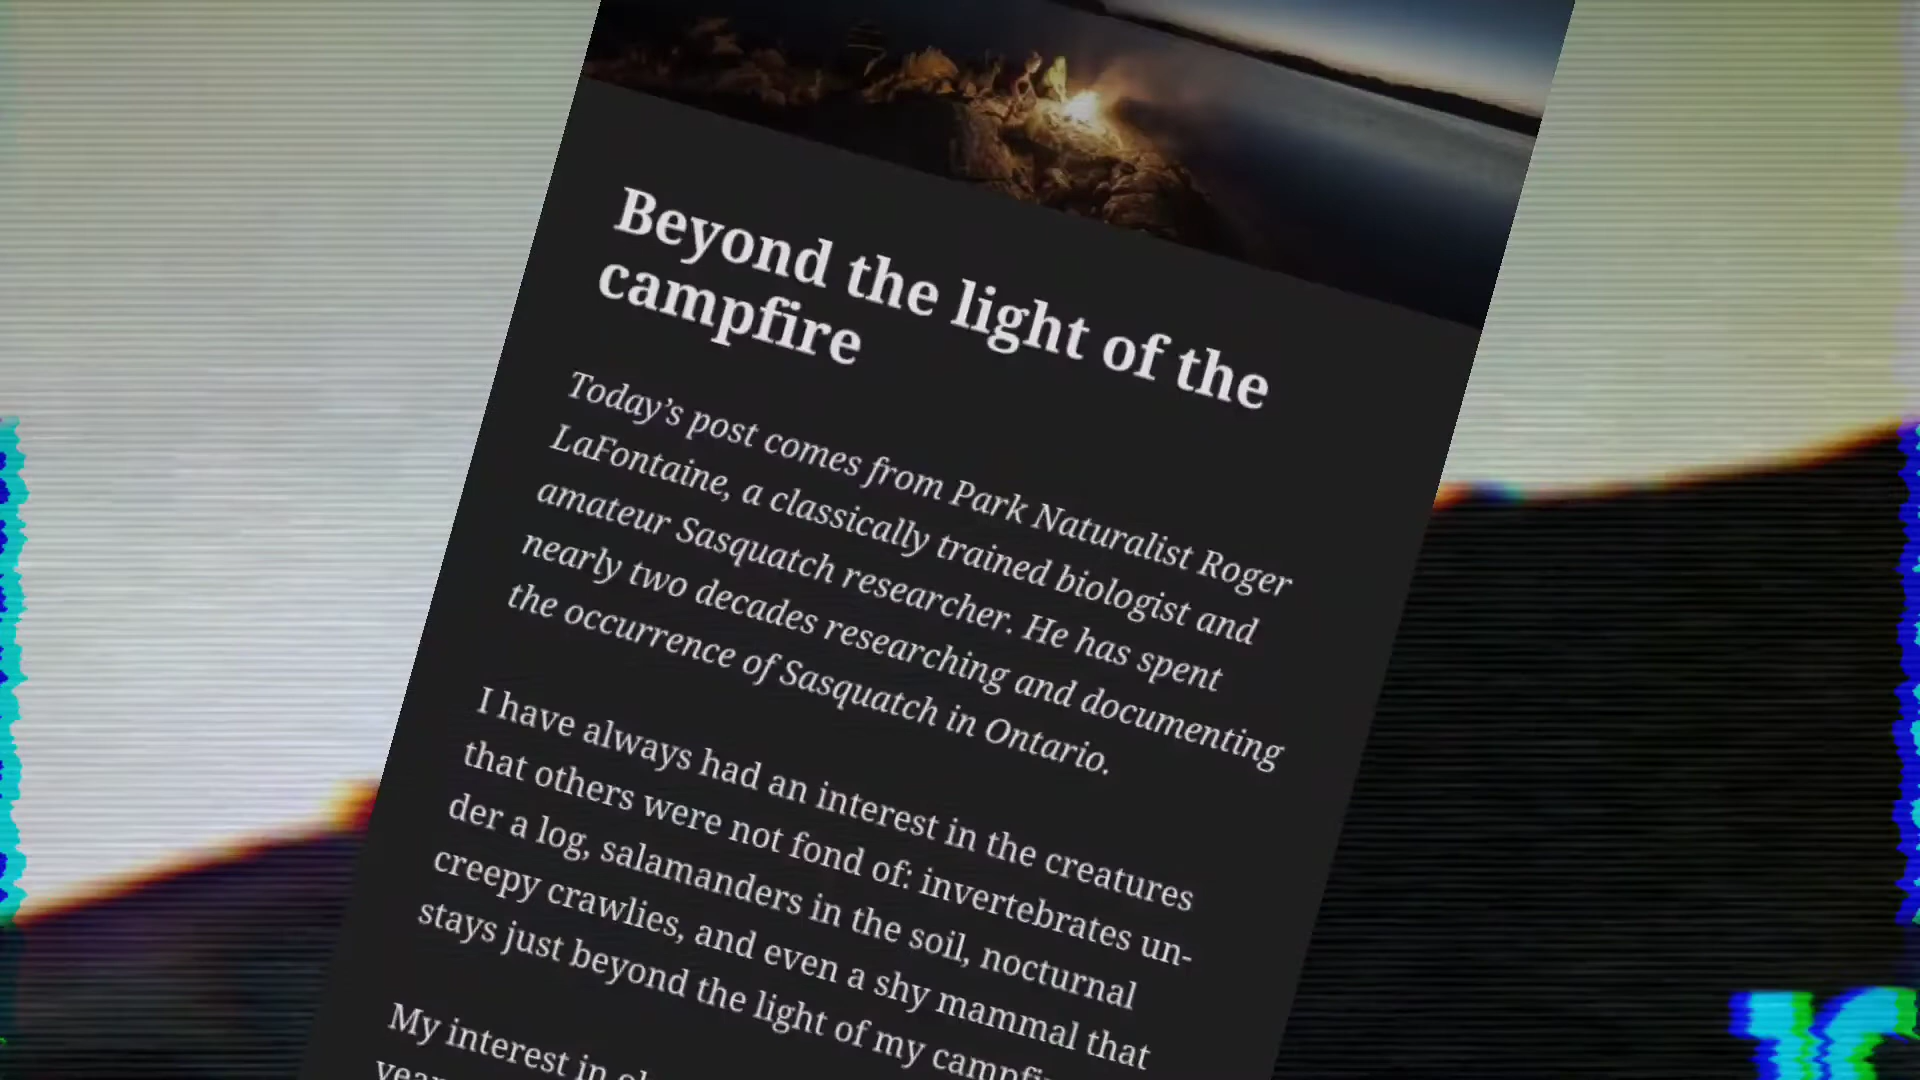 Beyond the light of the
campfire
Today’s post comes from Park Naturalist Roger
LaFontaine, a classically trained biologist and
amateur Sasquatch researcher. He has spent
nearly two decades researching and documenting
the occurrence of Sasquatch in Ontario.
I have always had an interest in the creatures
that others were not fond of: invertebrates un-
der a log, salamanders in the soil, nocturnal
creepy crawlies, and even a shy mammal that
stays just beyond the light of my
My interest in